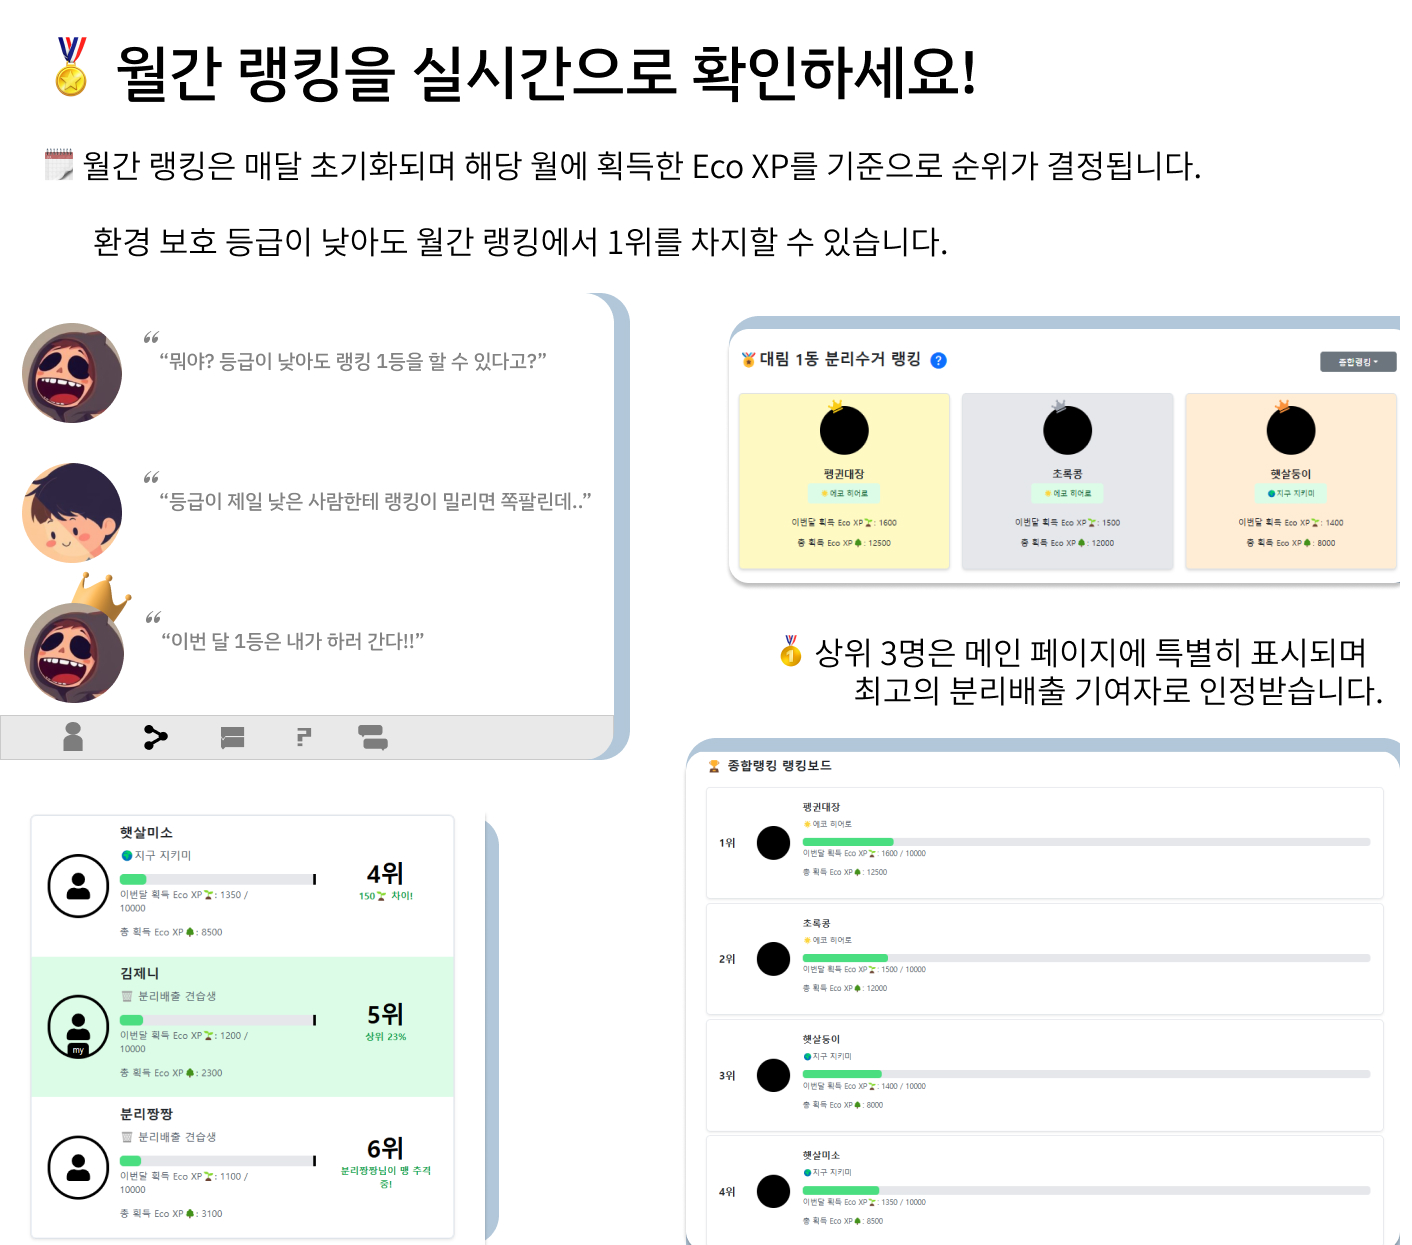 월간 랭킹을 실시간으로 확인하세요!
월간 랭킹은 매달 초기화되며 해당 월에 획득한 Eco XP를 기준으로 순위가 결정됩니다.
환경 보호 등급이 낮아도 월간 랭킹에서 1위를 차지할 수 있습니다.
“뭐야? 등급이 낮아도 랭킹 1등을 할 수 있다고?”
“등급이 제일 낮은 사람한테 랭킹이 밀리면 쪽팔린데..”
“이번 달 1등은 내가 하러 간다!!”
대림 1동 분리수거 랭킹 ?
종합랭킹
펭귄대장
에코 히어로
이번달 획득 Eco XP🌱: 1600
총 획득 Eco XP🌳: 12500
초록콩
에코 히어로
이번달 획득 Eco XP🌱: 1500
총 획득 Eco XP🌳: 12000
햇살둥이
지구 지키미
이번달 획득 Eco XP🌱: 1400
총 획득 Eco XP🌳: 8000
상위 3명은 메인 페이지에 특별히 표시되며
최고의 분리배출 기여자로 인정받습니다.
햇살미소
지구 지키미
이번달 획득 Eco XP🌱: 1350 /
10000
총 획득 Eco XP🌳: 8500
4위
150🌱 차이!
김제니
분리배출 견습생
이번달 획득 Eco XP🌱: 1200 /
10000
총 획득 Eco XP🌳: 2300
my
5위
상위 23%
분리짱짱
분리배출 견습생
이번달 획득 Eco XP🌱: 1100 /
10000
총 획득 Eco XP🌳: 3100
6위
분리짱짱님이 맹 추격
중!
종합랭킹 랭킹보드
1위
펭귄대장
에코 히어로
이번달 획득 Eco XP🌱: 1600 / 10000
총 획득 Eco XP🌳: 12500
2위
초록콩
에코 히어로
이번달 획득 Eco XP🌱: 1500 / 10000
총 획득 Eco XP🌳: 12000
3위
햇살둥이
지구 지키미
이번달 획득 Eco XP🌱: 1400 / 10000
총 획득 Eco XP🌳: 8000
4위
햇살미소
지구 지키미
이번달 획득 Eco XP🌱: 1350 / 10000
총 획득 Eco XP🌳: 8500